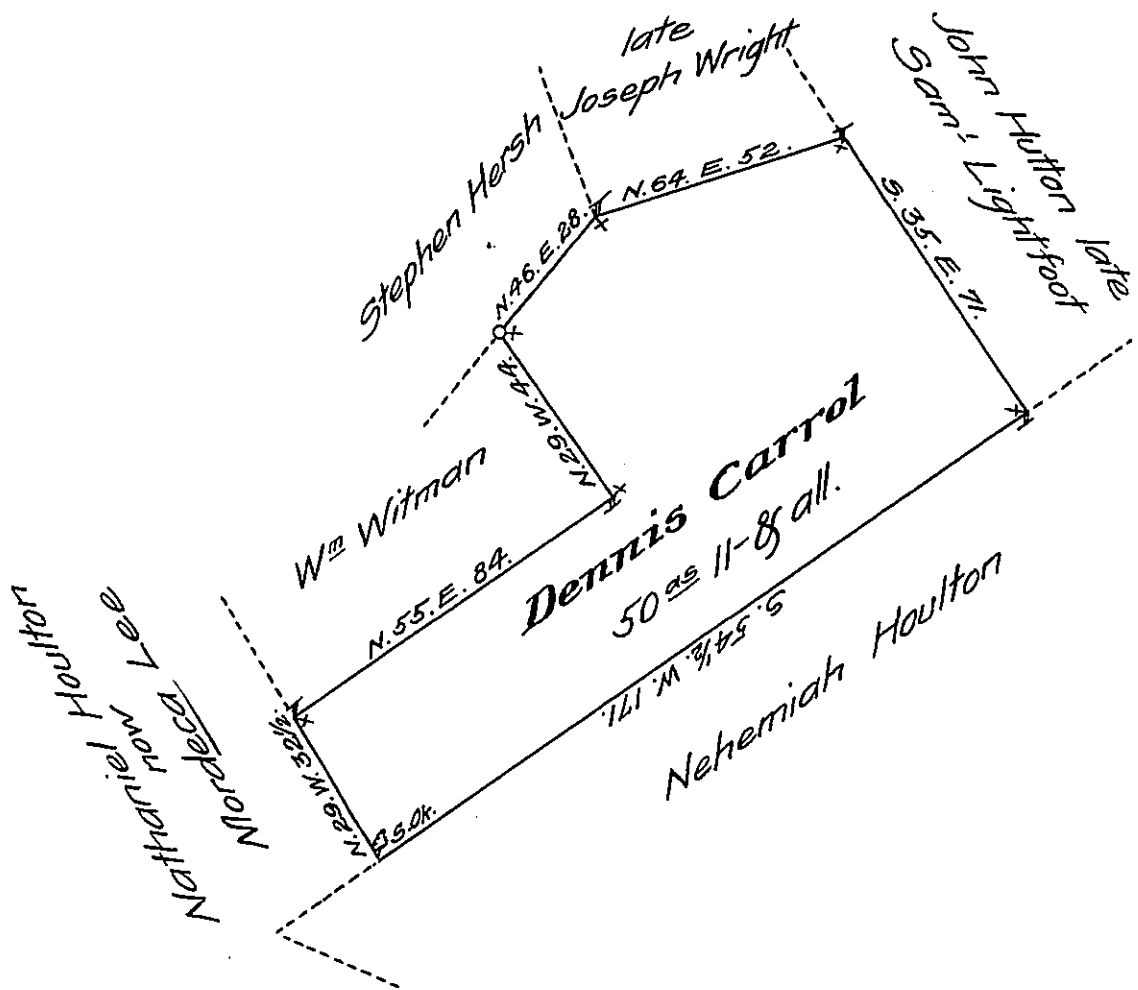 late
Joseph Wright
John Hutton late
Sam! Lightfoot
Stephen Hersh
N. 64. E. 52.
N. 46. E. 28.
S. 35. E. 71.
N. 29. W. 44.
Wm Witman
Dennis Carrol
50 as 11-& all.
N. 55. E. 84.
S. 54½. W. 171.
Nehemiah Houlton
Nathaniel Houlton
now
Mordeca Lee
N. 29. W. 32½.
S.Ok.